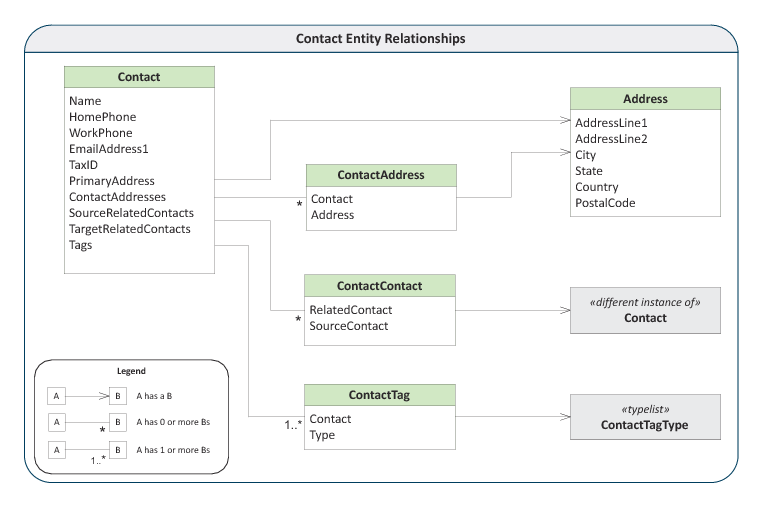 Contact Entity Relationships
Contact
Name
HomePhone
WorkPhone
EmailAddress1
TaxID
PrimaryAddress
ContactAddresses
SourceRelatedContacts
TargetRelatedContacts
Tags
Address
AddressLine1
AddressLine2
City
State
Country
PostalCode
ContactAddress
Contact
Address
*
ContactContact
RelatedContact
SourceContact
*
«different instance of»
Contact
ContactTag
Contact
Type
1..*
«typelist»
ContactTagType
Legend
A B A has a B
A B A has 0 or more Bs
*
A B A has 1 or more Bs
1..*